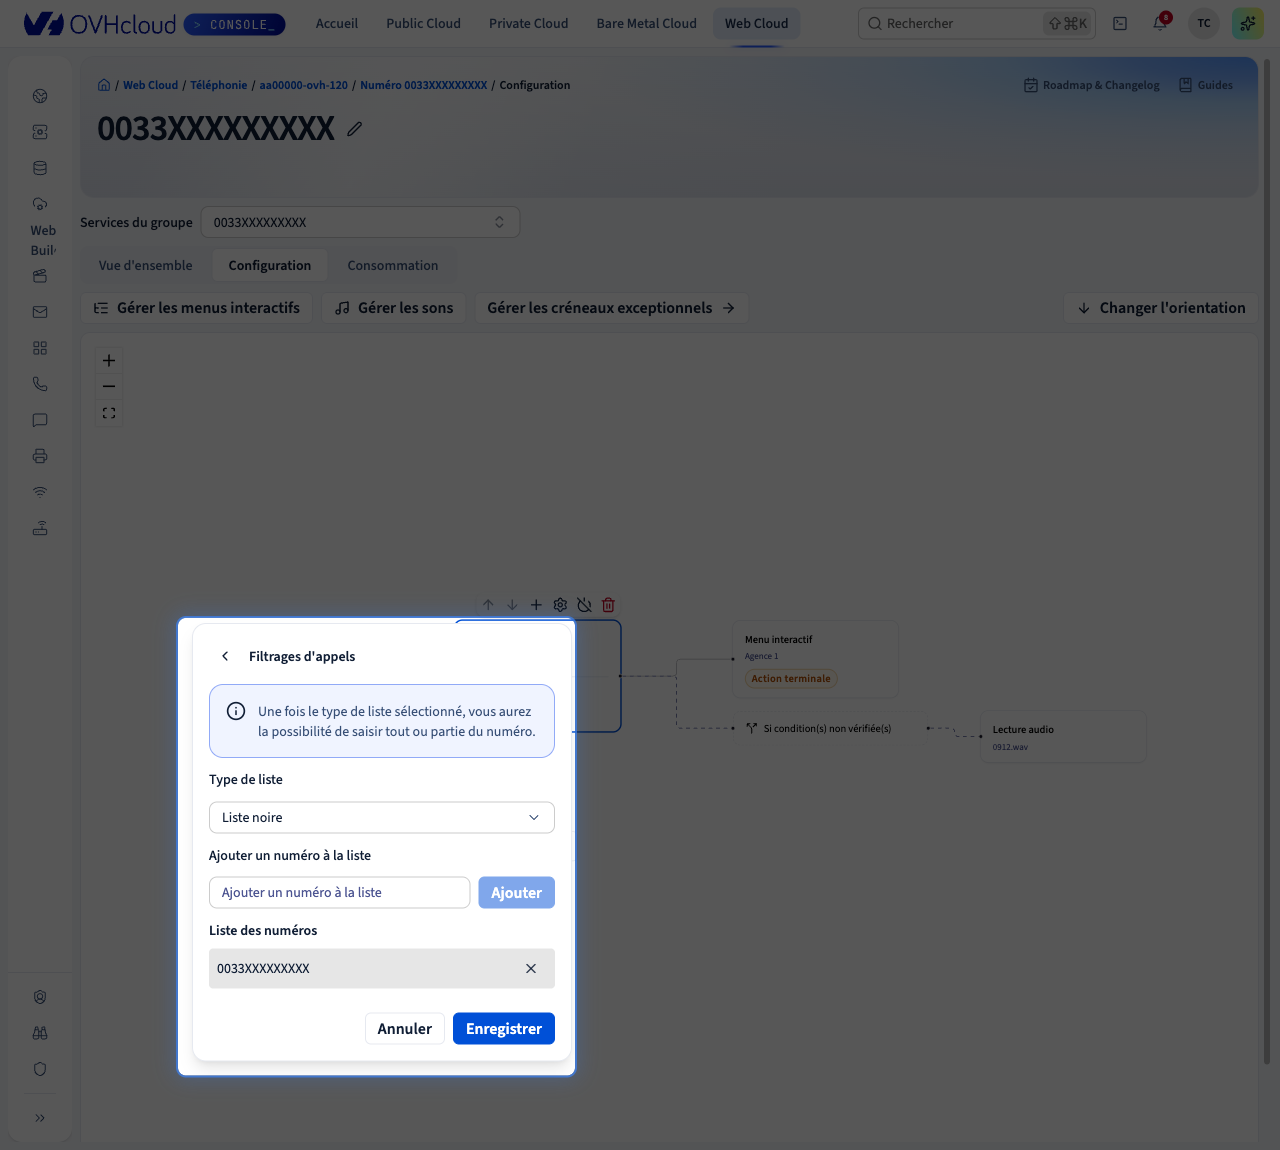 OVHcloud
> CONSOLE_
Accueil
Public Cloud
Private Cloud
Bare Metal Cloud
Web Cloud
Rechercher
⇧⌘K
8
TC
/ Web Cloud / Téléphonie / aa00000-ovh-120 / Numéro 0033XXXXXXXXX / Configuration
Roadmap & Changelog
Guides
0033XXXXXXXXX
Services du groupe
0033XXXXXXXXX
Web
Buil
Vue d'ensemble
Configuration
Consommation
Gérer les menus interactifs
Gérer les sons
Gérer les créneaux exceptionnels
Changer l'orientation
Menu interactif
Agence 1
Action terminale
Si condition(s) non vérifiée(s)
Lecture audio
0912.wav
Filtrages d'appels
Une fois le type de liste sélectionné, vous aurez
la possibilité de saisir tout ou partie du numéro.
Type de liste
Liste noire
Ajouter un numéro à la liste
Ajouter un numéro à la liste
Ajouter
Liste des numéros
0033XXXXXXXXX
Annuler
Enregistrer